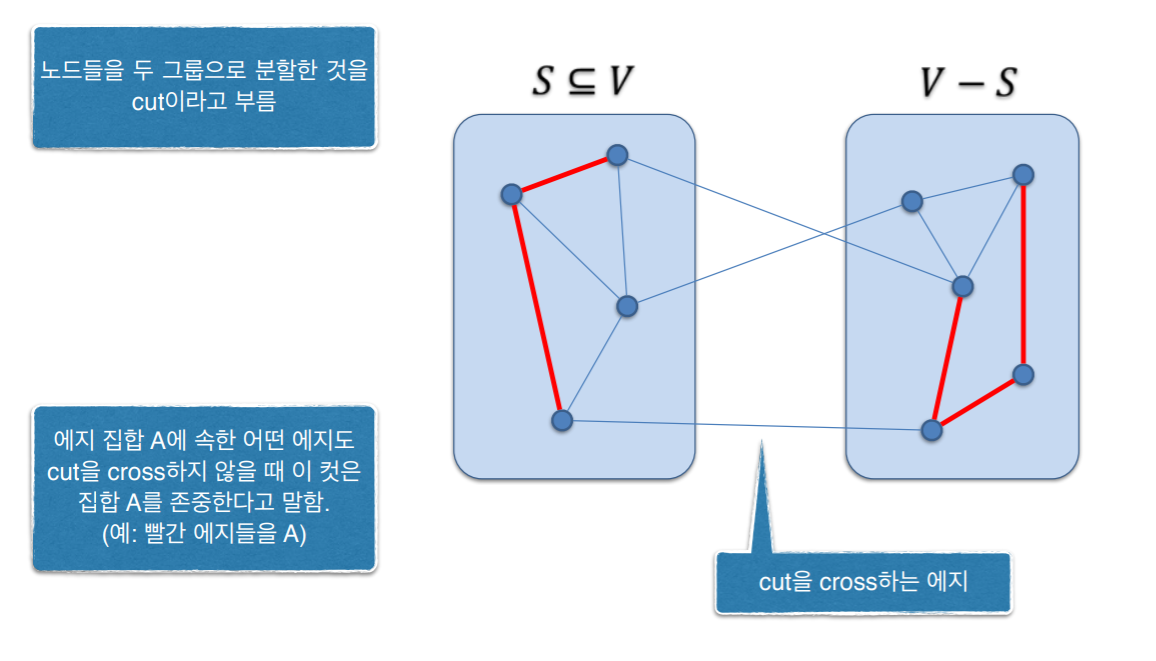 노드들을 두 그룹으로 분할한 것을
cut이라고 부름
S ⊆ V
V − S
에지 집합 A에 속한 어떤 에지도
cut을 cross하지 않을 때 이 컷은
집합 A를 존중한다고 말함.
(예: 빨간 에지들을 A)
cut을 cross하는 에지